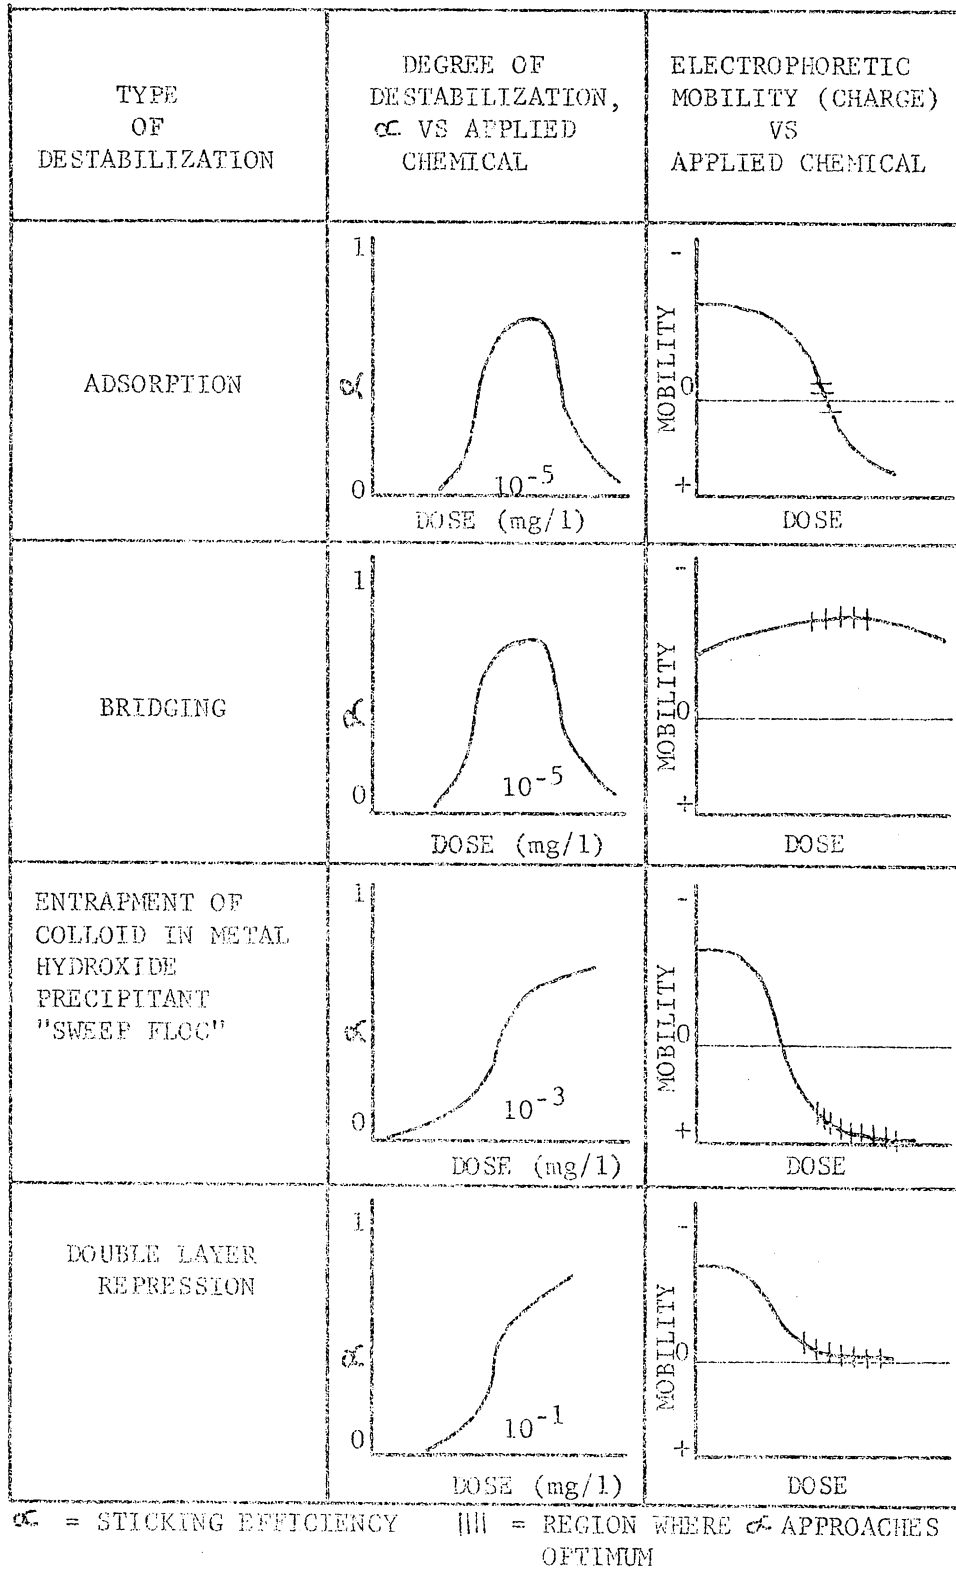 TYPE
OF
DESTABILIZATION
DEGREE OF
DESTABILIZATION,
α VS APPLIED
CHEMICAL
ELECTROPHORETIC
MOBILITY (CHARGE)
VS
APPLIED CHEMICAL
ADSORPTION
1
α
0
10⁻⁵
DOSE (mg/l)
-
MOBILITY
0
+
DOSE
BRIDGING
1
α
0
10⁻⁵
DOSE (mg/l)
-
MOBILITY
0
+
DOSE
ENTRAPMENT OF
COLLOID IN METAL
HYDROXIDE
PRECIPITANT
"SWEEP FLOC"
1
α
0
10⁻³
DOSE (mg/l)
-
MOBILITY
0
+
DOSE
DOUBLE LAYER
REPRESSION
1
α
0
10⁻¹
DOSE (mg/l)
-
MOBILITY
0
+
DOSE
α = STICKING EFFICIENCY |||| = REGION WHERE α APPROACHES
OPTIMUM